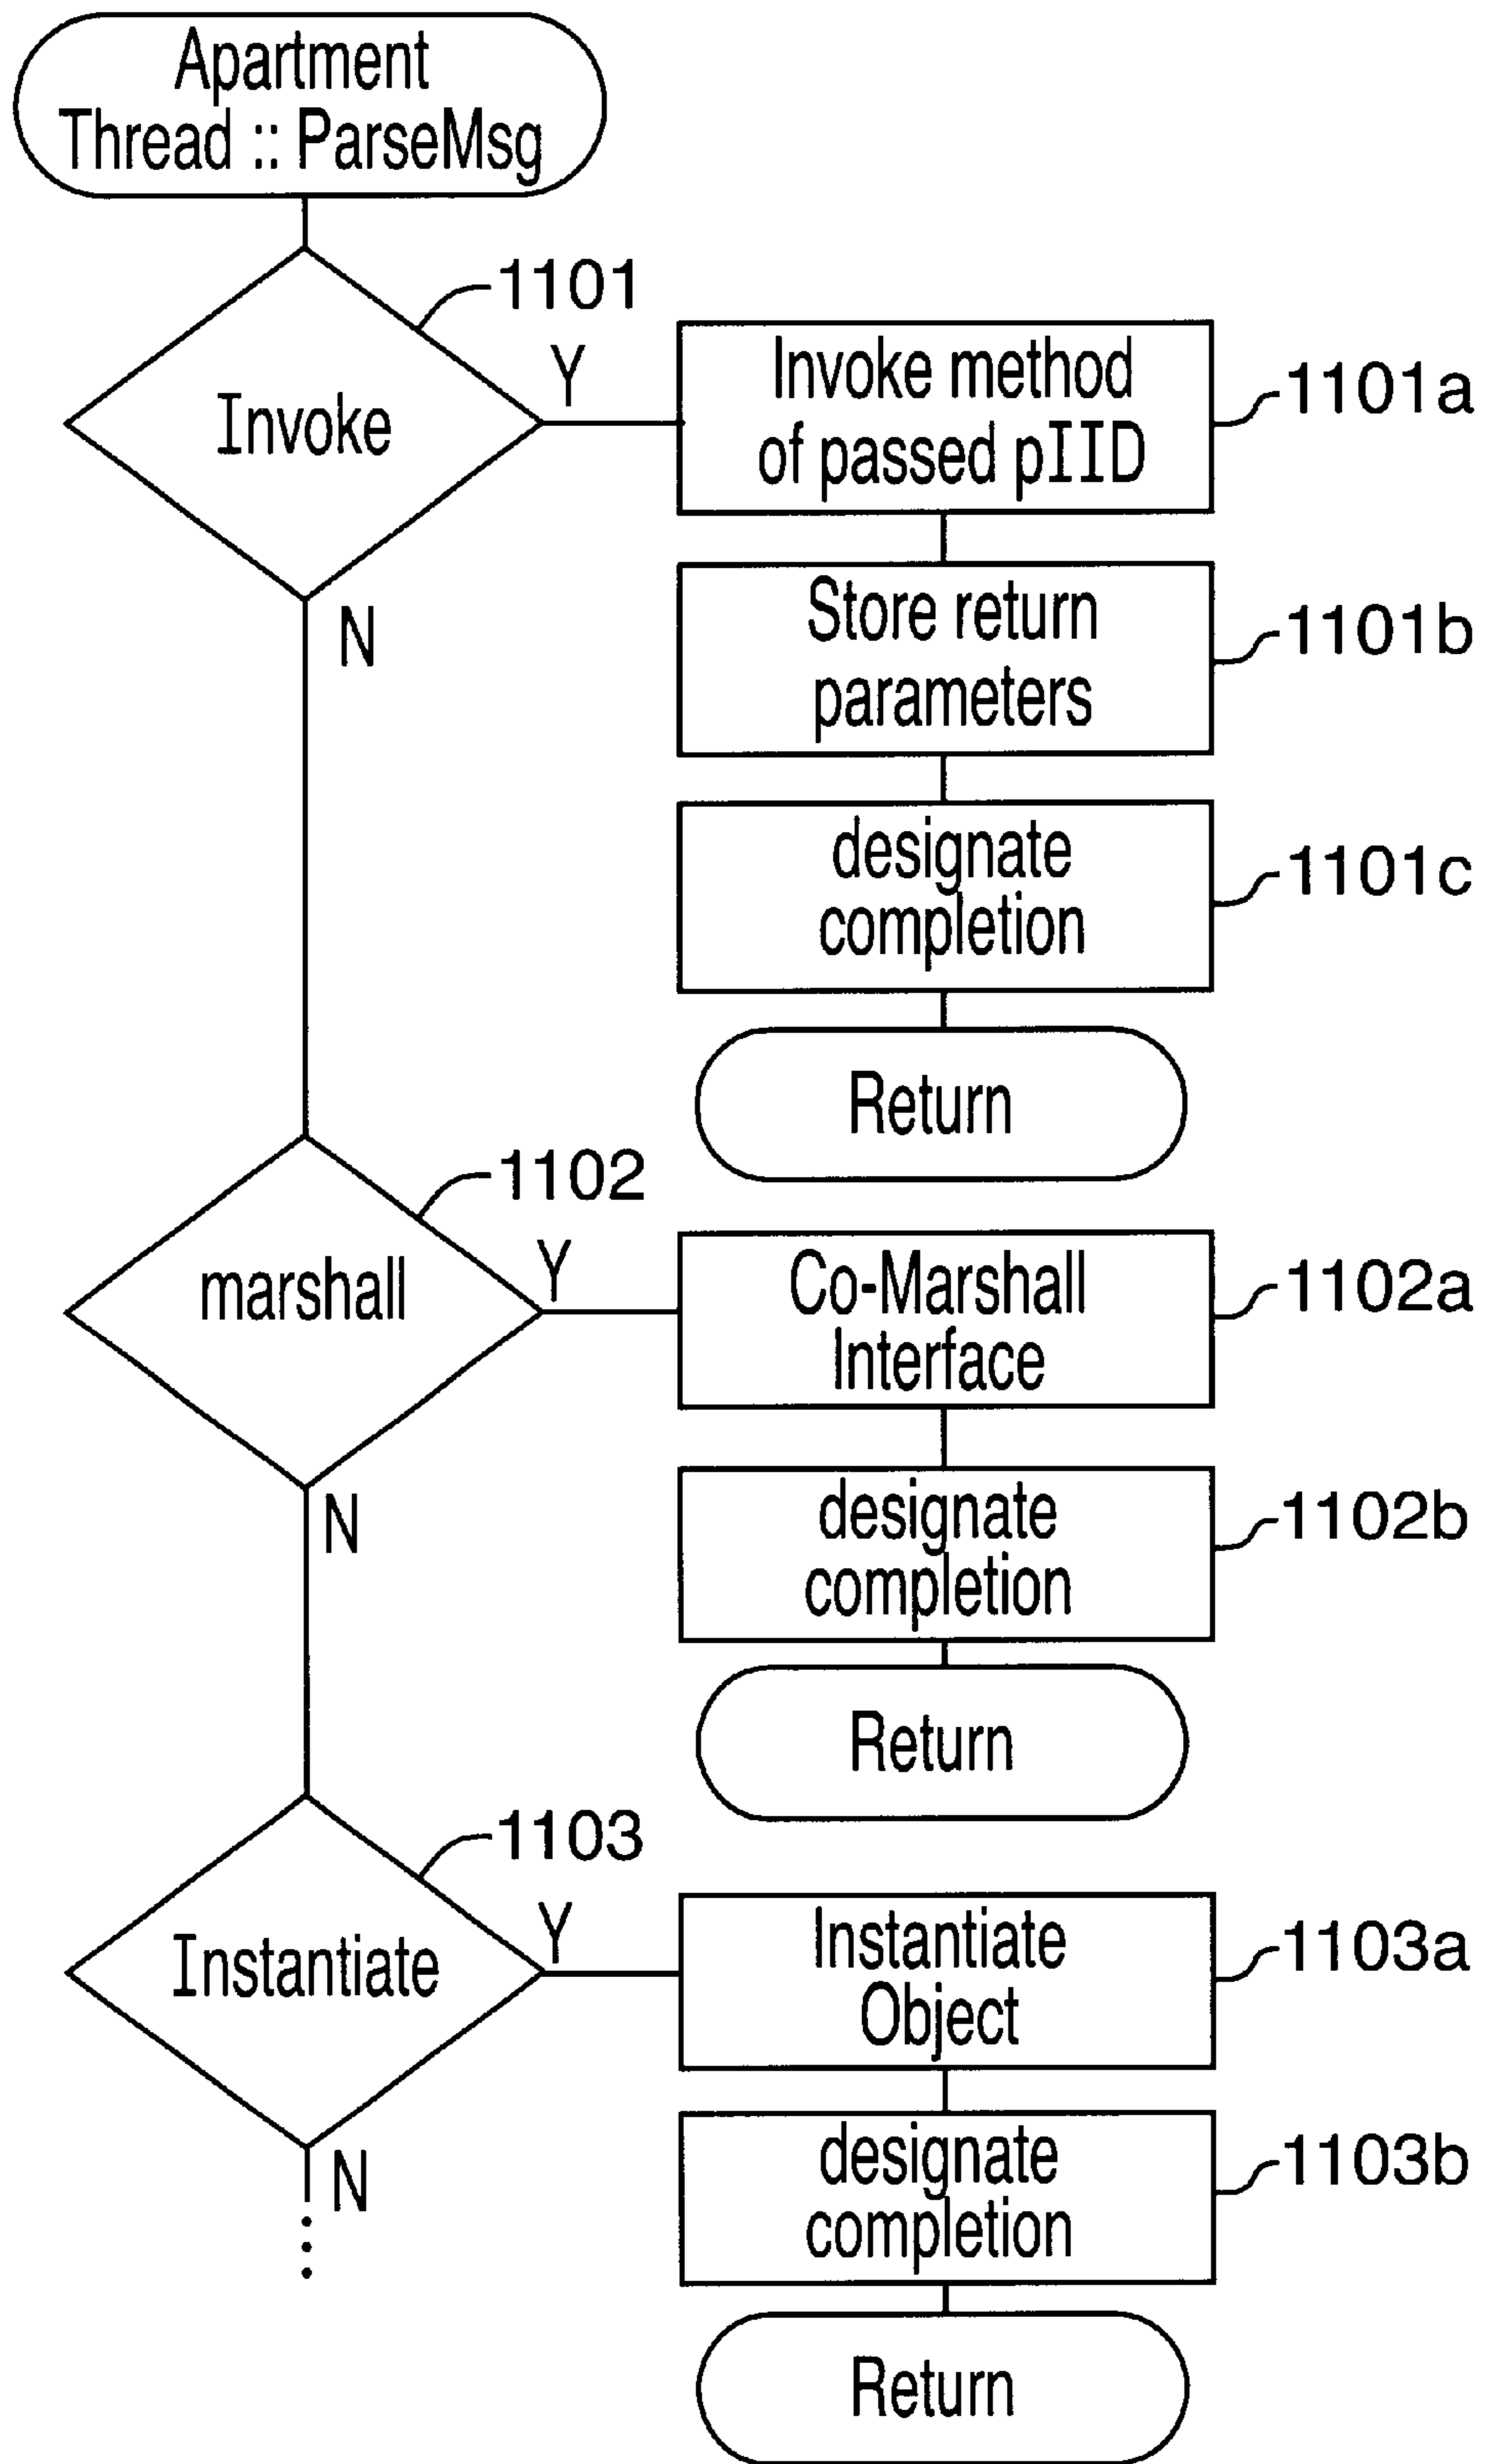 Apartment
Thread :: ParseMsg
1101
Invoke
Y
N
Invoke method
of passed pIID
1101a
Store return
parameters
1101b
designate
completion
1101c
Return
1102
marshall
Y
N
Co-Marshall
Interface
1102a
designate
completion
1102b
Return
1103
Instantiate
Y
N
Instantiate
Object
1103a
designate
completion
1103b
Return